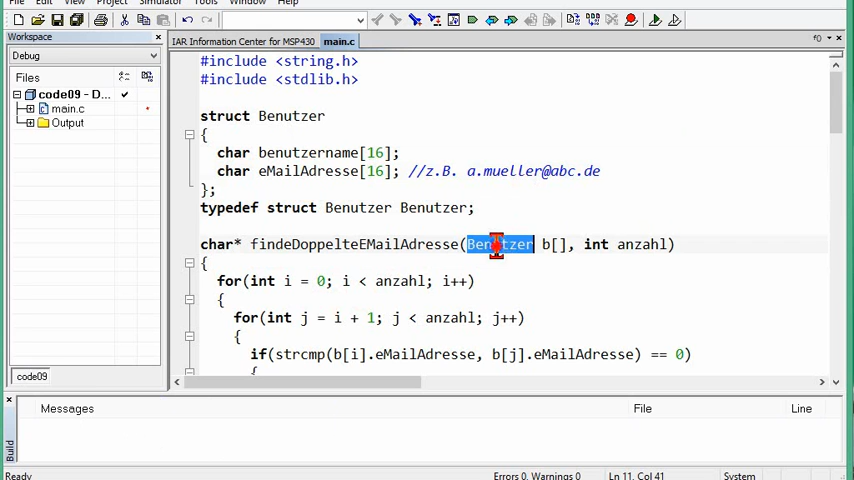 File Edit View Project Simulator Tools Window Help
Workspace
Debug
Files
code09 - D...
main.c
Output
code09
IAR Information Center for MSP430 main.c f0
#include <string.h>
#include <stdlib.h>
struct Benutzer
{
char benutzername[16];
char eMailAdresse[16]; //z.B. a.mueller@abc.de
};
typedef struct Benutzer Benutzer;
char* findeDoppelteEMailAdresse(Benutzer b[], int anzahl)
{
for(int i = 0; i < anzahl; i++)
{
for(int j = i + 1; j < anzahl; j++)
{
if(strcmp(b[i].eMailAdresse, b[j].eMailAdresse) == 0)
{
Messages File Line
Build
Ready Errors 0, Warnings 0 Ln 11, Col 41 System